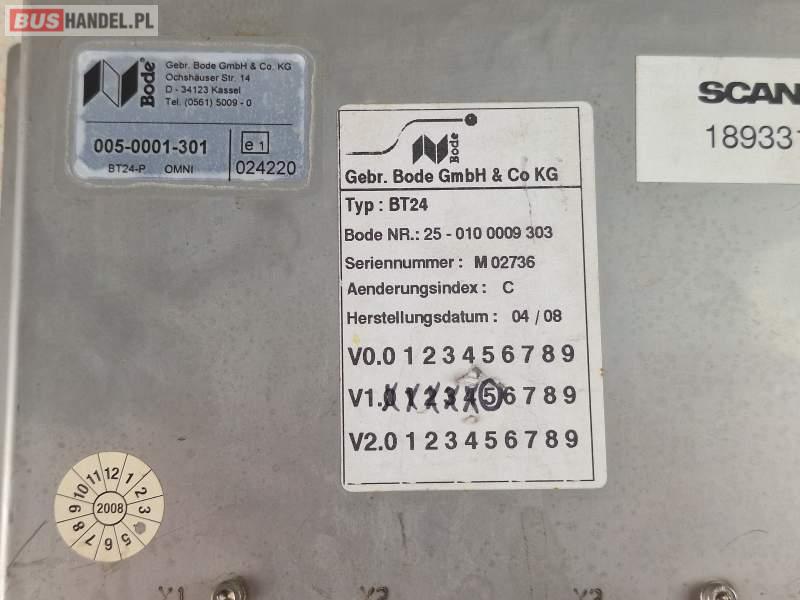 BUSHANDEL.PL
Bode
Gebr. Bode GmbH & Co. KG
Ochshäuser Str. 14
D - 34123 Kassel
Tel. (0561) 5009 - 0
005-0001-301
e1
BT24-P OMNI
024220
SCAN
189331
Bode
Gebr. Bode GmbH & Co KG
Typ : BT24
Bode NR.: 25 - 010 0009 303
Seriennummer : M 02736
Aenderungsindex : C
Herstellungsdatum : 04 / 08
V0.0 1 2 3 4 5 6 7 8 9
V1.0 1 2 3 4 5 6 7 8 9
V2.0 1 2 3 4 5 6 7 8 9
12 1 2 3 5 6 7 8 9 10 11
2008
X1 X2 X3